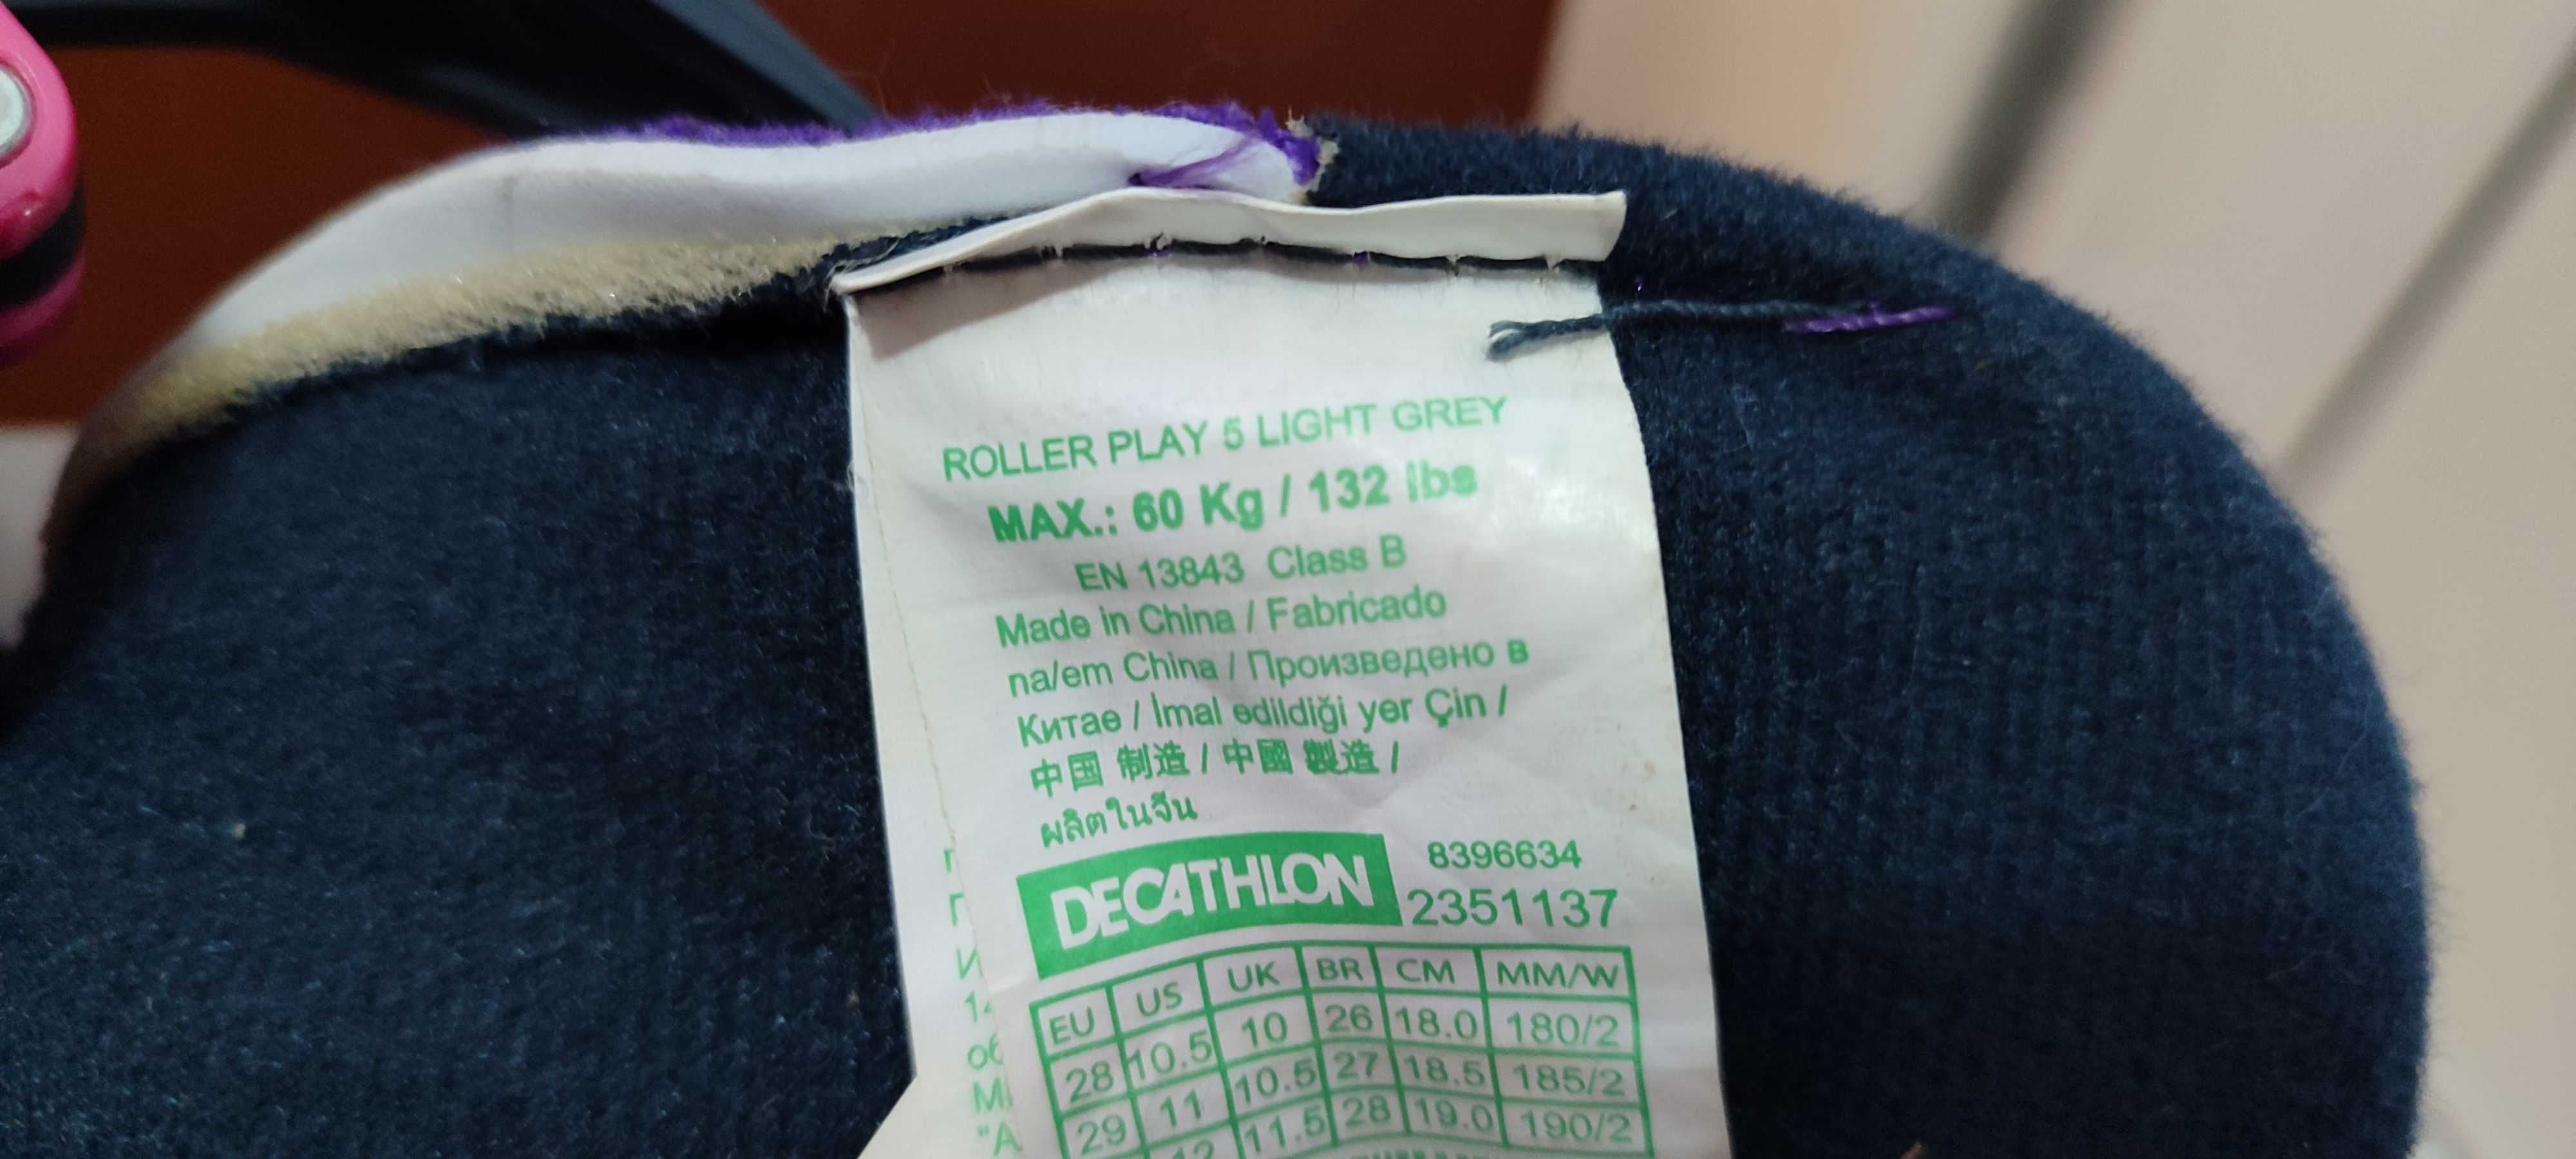 ROLLER PLAY 5 LIGHT GREY
MAX.: 60 Kg / 132 lbs
EN 13843 Class B
Made in China / Fabricado
na/em China / Произведено в
Китае / İmal edildiği yer Çin /
中国 制造 / 中國 製造 /
ผลิตในจีน
DECATHLON 8396634
2351137
EU US UK BR CM MM/W
28 10.5 10 26 18.0 180/2
29 11 10.5 27 18.5 185/2
12 11.5 28 19.0 190/2